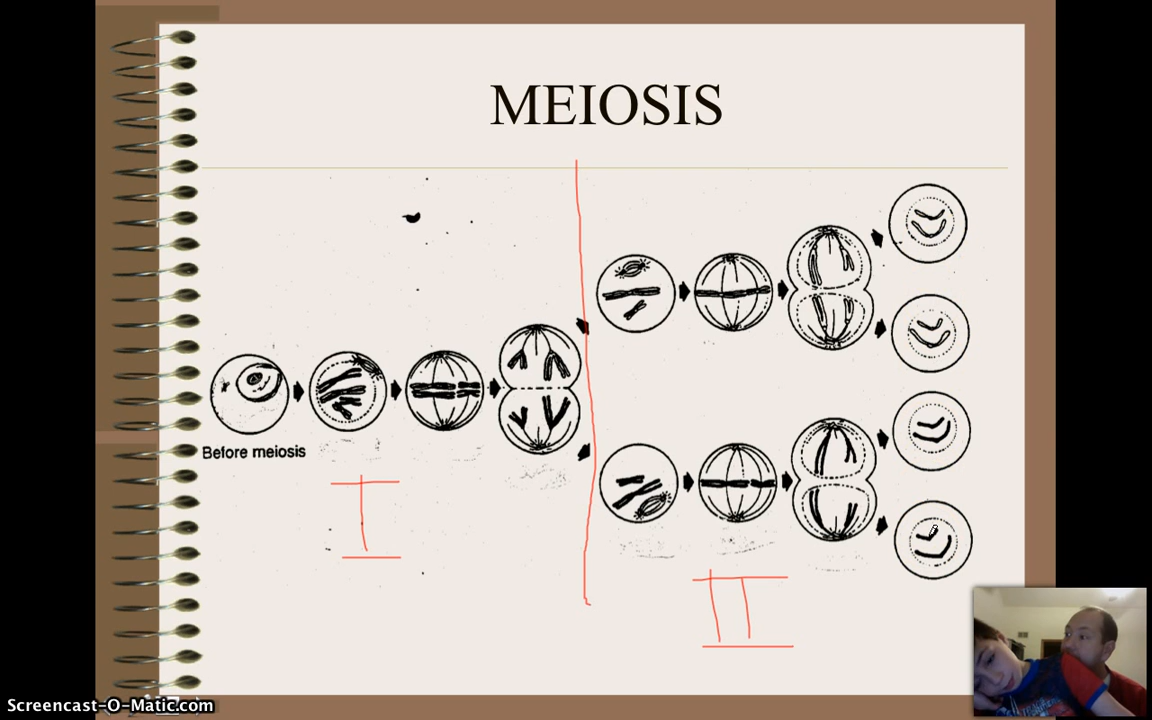 MEIOSIS
Before meiosis
I
II
Screencast-O-Matic.com